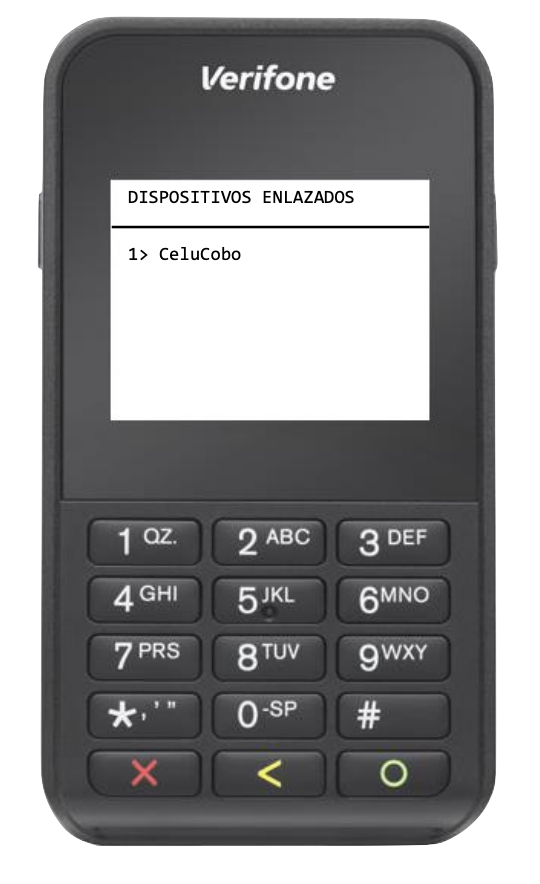 Verifone
DISPOSITIVOS ENLAZADOS
1> CeluCobo
1 QZ. 2 ABC 3 DEF
4 GHI 5 JKL 6 MNO
7 PRS 8 TUV 9 WXY
*,'" 0 -SP #
X < O